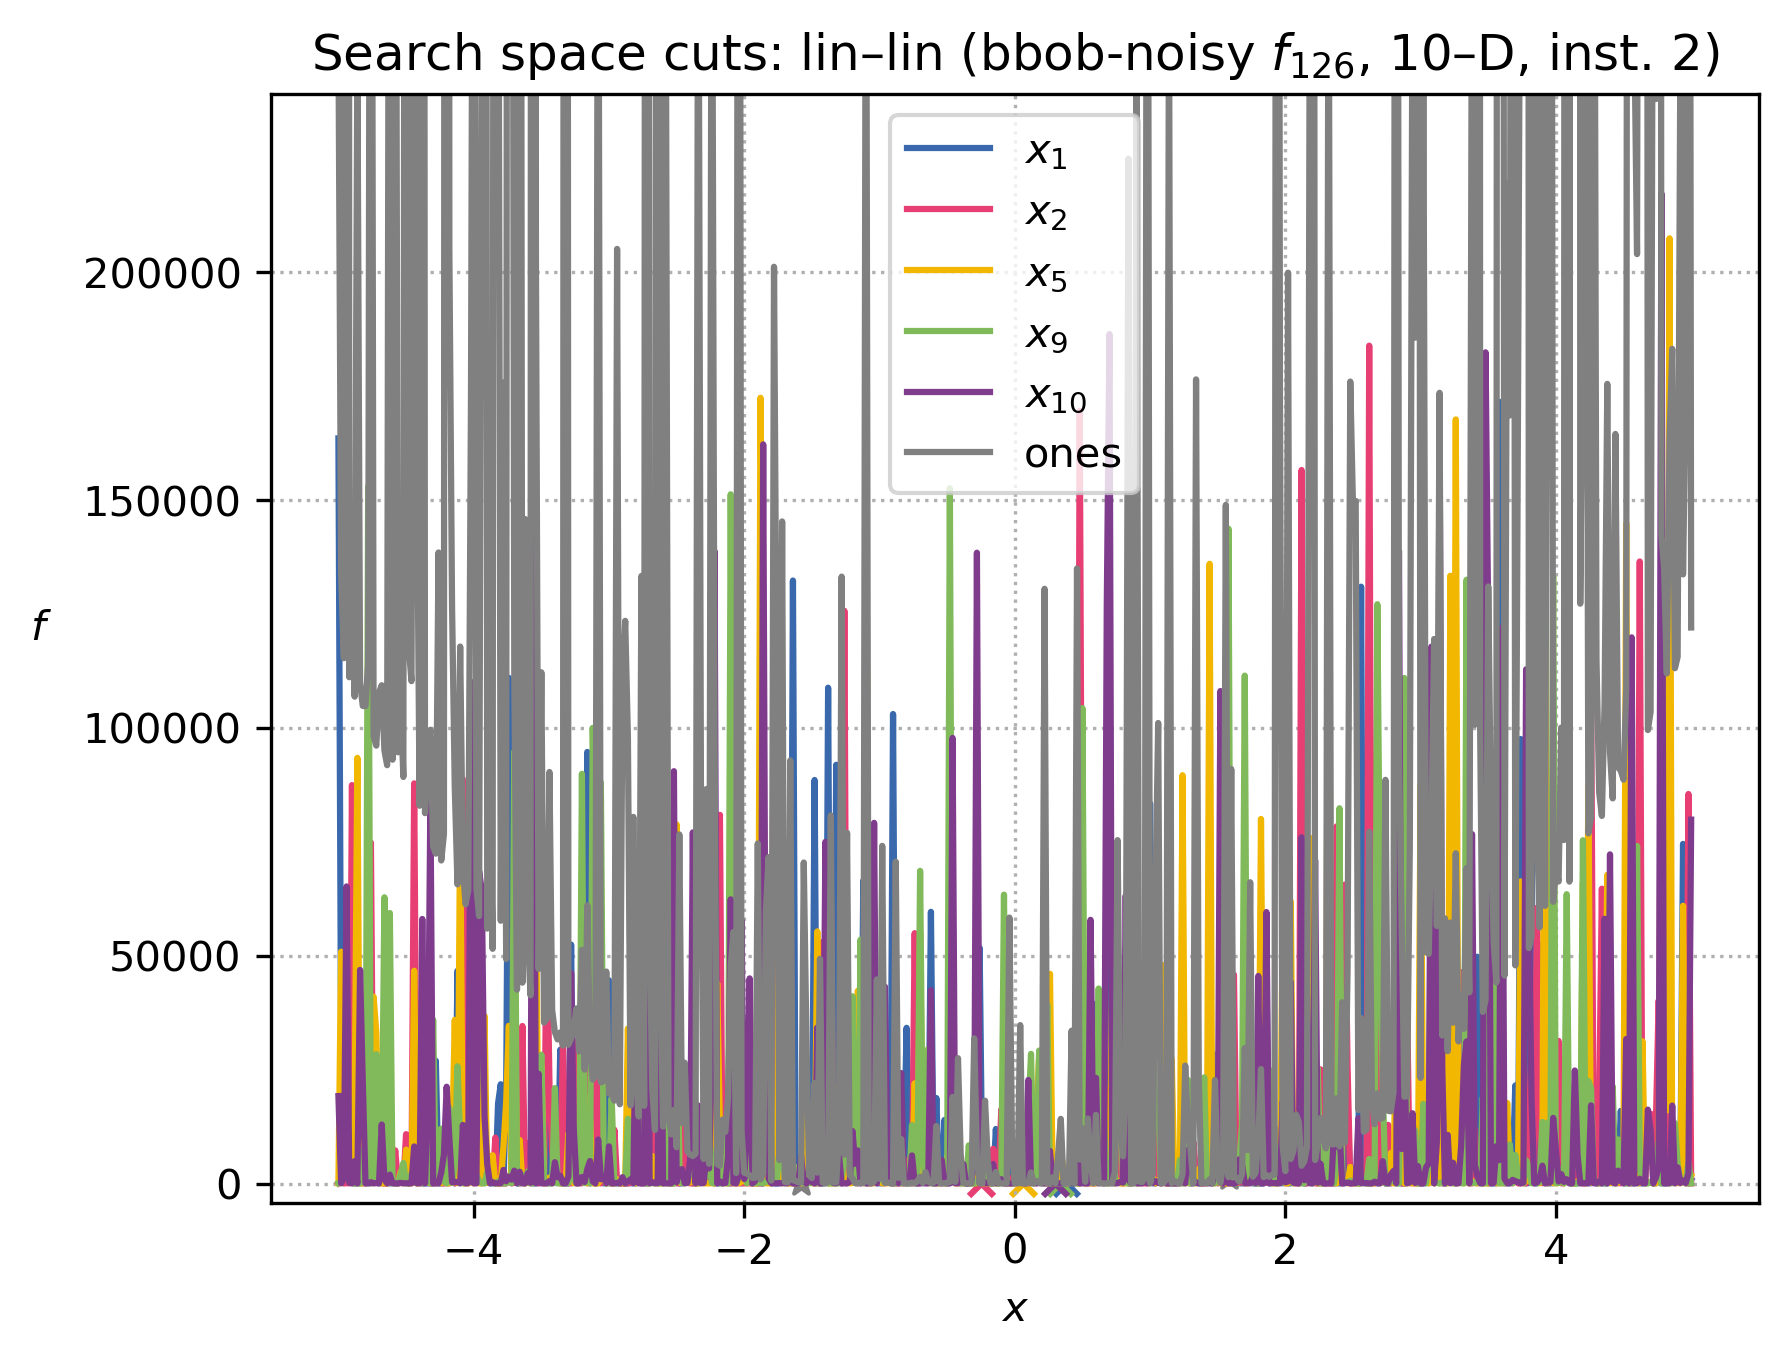 Search space cuts: lin–lin (bbob-noisy f₁₂₆, 10–D, inst. 2)
x₁
x₂
x₅
x₉
x₁₀
ones
200000
150000
100000
50000
0
f
−4 −2 0 2 4
x